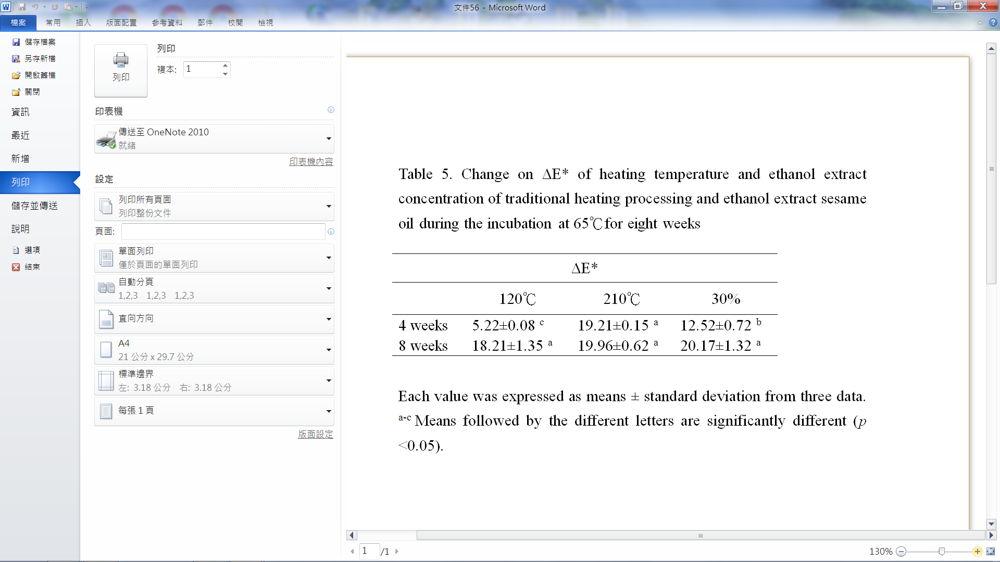 文件56 - Microsoft Word
檔案 常用 插入 版面配置 參考資料 郵件 校閱 檢視
儲存檔案
另存新檔
開啟舊檔
關閉
資訊
最近
新增
列印
儲存並傳送
說明
選項
結束
列印
列印
複本: 1
印表機
傳送至 OneNote 2010
就緒
印表機內容
設定
列印所有頁面
列印整份文件
頁面:
單面列印
僅於頁面的單面列印
自動分頁
1,2,3 1,2,3 1,2,3
直向方向
A4
21 公分 x 29.7 公分
標準邊界
左: 3.18 公分 右: 3.18 公分
每張 1 頁
版面設定
Table 5. Change on ΔE* of heating temperature and ethanol extract
concentration of traditional heating processing and ethanol extract sesame
oil during the incubation at 65℃for eight weeks
ΔE*
120℃ 210℃ 30%
4 weeks 5.22±0.08 c 19.21±0.15 a 12.52±0.72 b
8 weeks 18.21±1.35 a 19.96±0.62 a 20.17±1.32 a
Each value was expressed as means ± standard deviation from three data.
a-c Means followed by the different letters are significantly different (p
<0.05).
1 /1
130%